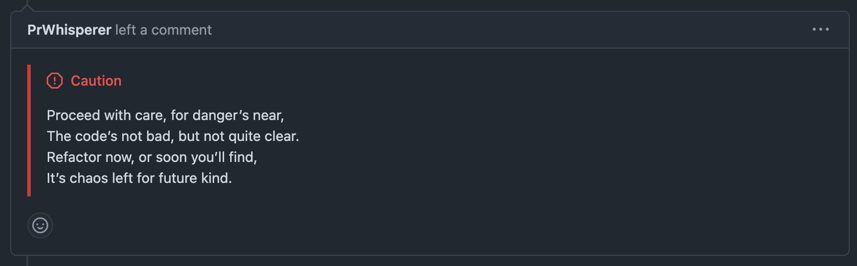 PrWhisperer left a comment
Caution
Proceed with care, for danger’s near,
The code’s not bad, but not quite clear.
Refactor now, or soon you’ll find,
It’s chaos left for future kind.